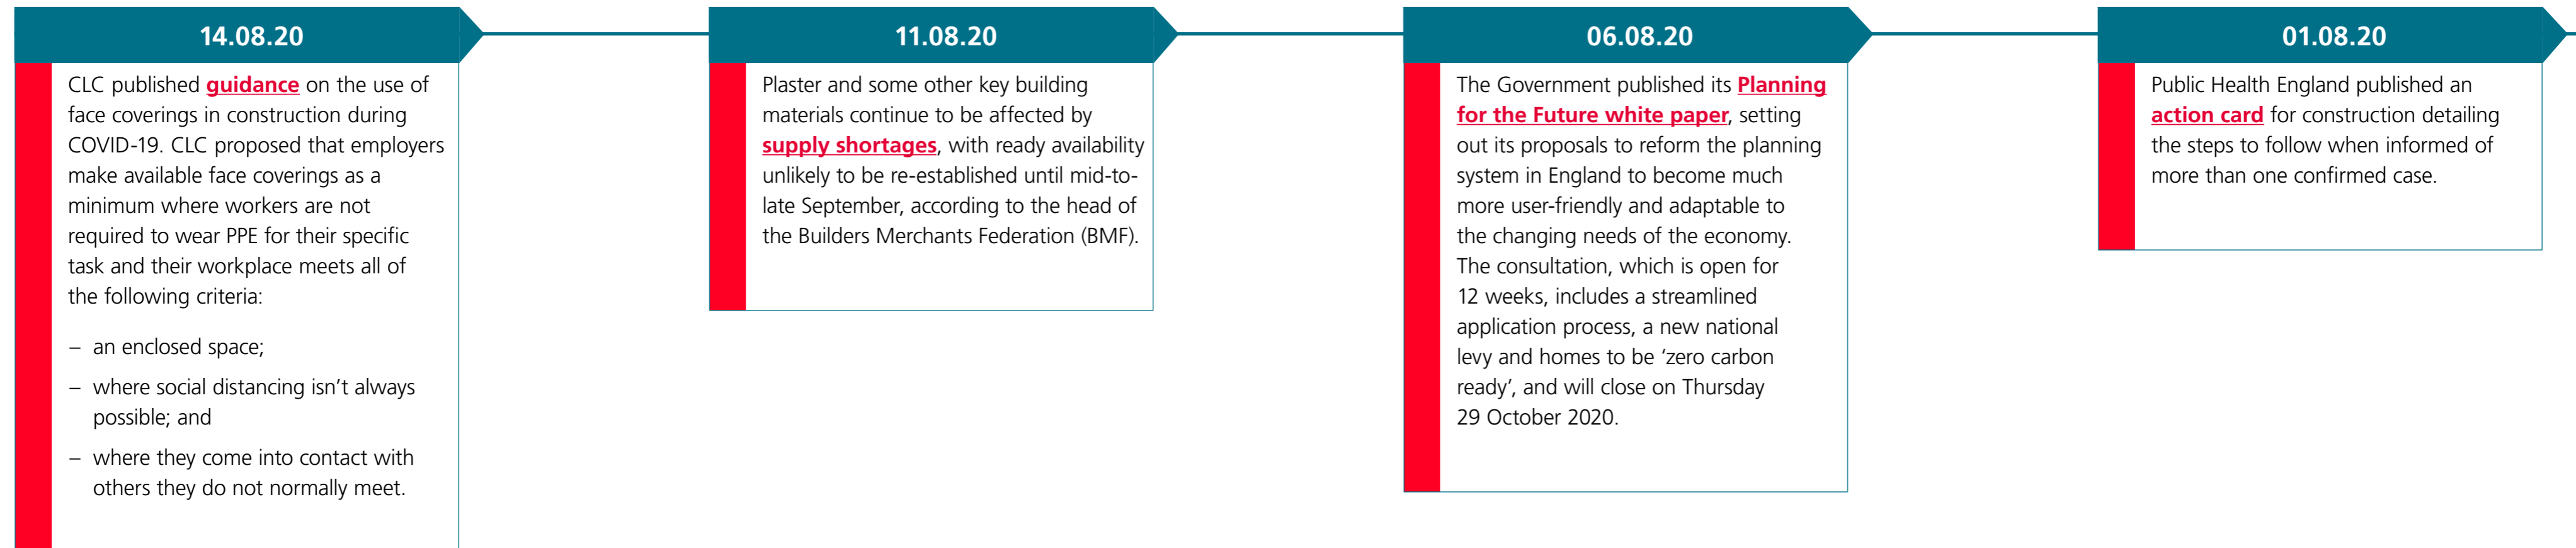 14.08.20
CLC published guidance on the use of
face coverings in construction during
COVID-19. CLC proposed that employers
make available face coverings as a
minimum where workers are not
required to wear PPE for their specific
task and their workplace meets all of
the following criteria:
– an enclosed space;
– where social distancing isn’t always
possible; and
– where they come into contact with
others they do not normally meet.
11.08.20
Plaster and some other key building
materials continue to be affected by
supply shortages, with ready availability
unlikely to be re-established until mid-to-
late September, according to the head of
the Builders Merchants Federation (BMF).
06.08.20
The Government published its Planning
for the Future white paper, setting
out its proposals to reform the planning
system in England to become much
more user-friendly and adaptable to
the changing needs of the economy.
The consultation, which is open for
12 weeks, includes a streamlined
application process, a new national
levy and homes to be ‘zero carbon
ready’, and will close on Thursday
29 October 2020.
01.08.20
Public Health England published an
action card for construction detailing
the steps to follow when informed of
more than one confirmed case.